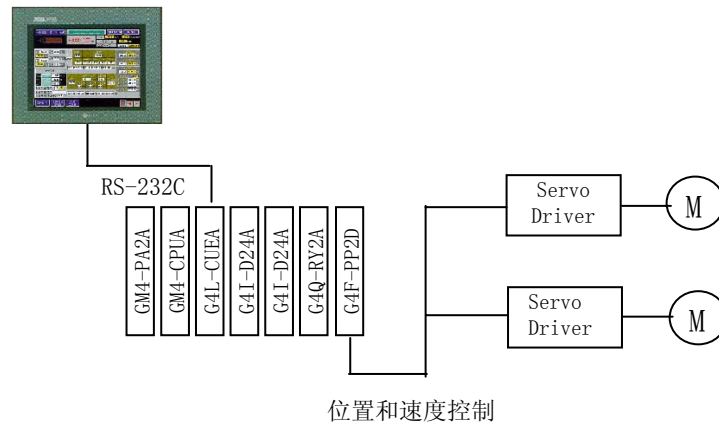 RS-232C
GM4-PA2A
GM4-CPUA
G4L-CUEA
G4I-D24A
G4I-D24A
G4Q-RY2A
G4F-PP2D
Servo
Driver
M
Servo
Driver
M
位置和速度控制